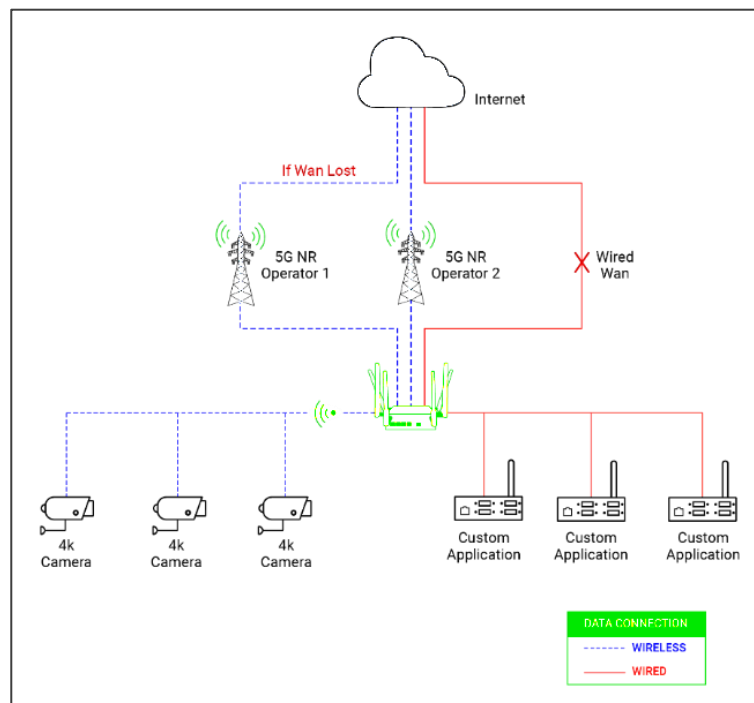 Internet
If Wan Lost
5G NR
Operator 1
5G NR
Operator 2
Wired
Wan
4k
Camera
4k
Camera
4k
Camera
Custom
Application
Custom
Application
Custom
Application
DATA CONNECTION
WIRELESS
WIRED